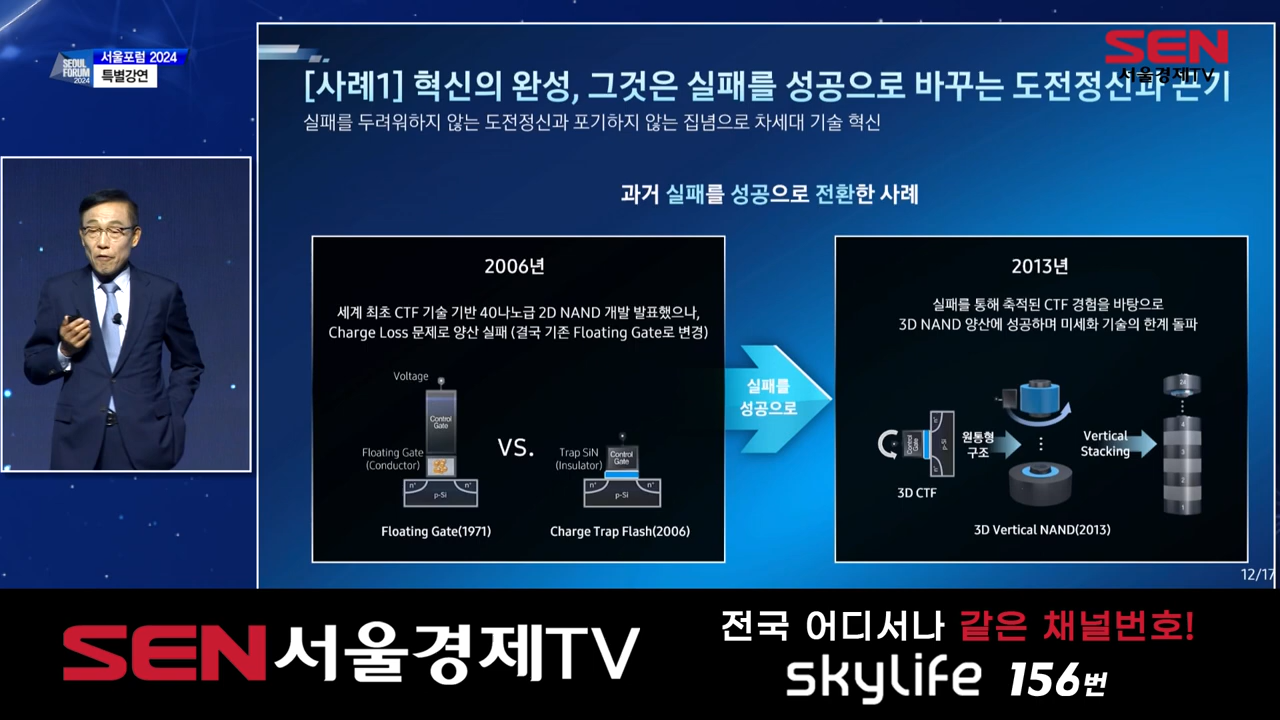 SEOUL
FORUM
2024
서울포럼 2024
특별강연
SEN
서울경제TV
[사례1] 혁신의 완성, 그것은 실패를 성공으로 바꾸는 도전정신과 끈기
실패를 두려워하지 않는 도전정신과 포기하지 않는 집념으로 차세대 기술 혁신
과거 실패를 성공으로 전환한 사례
2006년
세계 최초 CTF 기술 기반 40나노급 2D NAND 개발 발표했으나,
Charge Loss 문제로 양산 실패 (결국 기존 Floating Gate로 변경)
Voltage
Control
Gate
Floating Gate
(Conductor)
n+ n+
p-Si
Floating Gate(1971)
VS.
Trap SiN
(Insulator)
Control
Gate
n+ n+
p-Si
Charge Trap Flash(2006)
실패를
성공으로
2013년
실패를 통해 축적된 CTF 경험을 바탕으로
3D NAND 양산에 성공하며 미세화 기술의 한계 돌파
Control
Gate
n+
p-Si
n+
3D CTF
원통형
구조
Vertical
Stacking
24
4
3
2
1
3D Vertical NAND(2013)
12/17
SEN서울경제TV
전국 어디서나 같은 채널번호!
skylife 156번